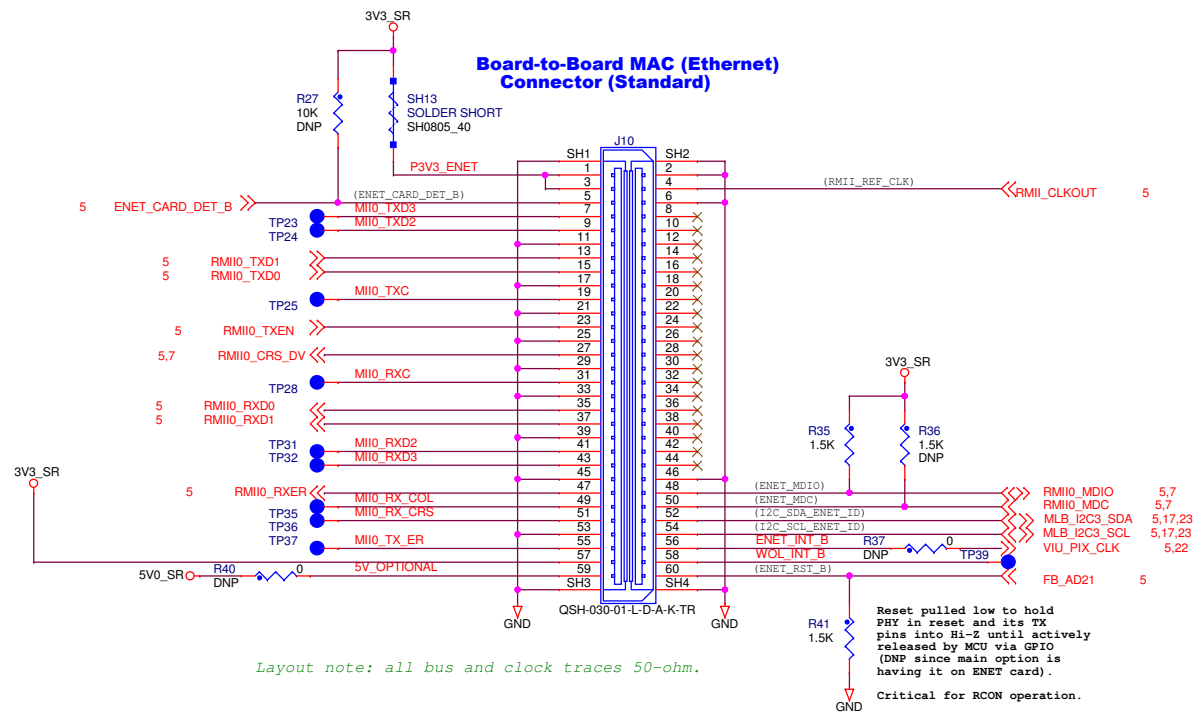 3V3_SR
Board-to-Board MAC (Ethernet)
Connector (Standard)
R27
10K
DNP
SH13
SOLDER SHORT
SH0805_40
J10
SH1
SH2
P3V3_ENET
1
2
3
4
(RMII_REF_CLK)
RMII_CLKOUT
5
5
ENET_CARD_DET_B
(ENET_CARD_DET_B)
5
6
TP23
MII0_TXD3
7
8
TP24
MII0_TXD2
9
10
11
12
5
RMII0_TXD1
13
14
5
RMII0_TXD0
15
16
17
18
TP25
MII0_TXC
19
20
21
22
5
RMII0_TXEN
23
24
25
26
5,7
RMII0_CRS_DV
27
28
29
30
TP28
MII0_RXC
31
32
33
34
5
RMII0_RXD0
35
36
5
RMII0_RXD1
37
38
39
40
TP31
MII0_RXD2
41
42
TP32
MII0_RXD3
43
44
45
46
3V3_SR
R35
1.5K
R36
1.5K
DNP
3V3_SR
5
RMII0_RXER
47
48
(ENET_MDIO)
RMII0_MDIO
5,7
TP35
MII0_RX_COL
49
50
(ENET_MDC)
RMII0_MDC
5,7
TP36
MII0_RX_CRS
51
52
(I2C_SDA_ENET_ID)
MLB_I2C3_SDA
5,17,23
53
54
(I2C_SCL_ENET_ID)
MLB_I2C3_SCL
5,17,23
TP37
MII0_TX_ER
55
56
ENET_INT_B
R37
DNP
0
VIU_PIX_CLK
5,22
57
58
WOL_INT_B
TP39
5V0_SR
R40
DNP
0
5V_OPTIONAL
59
60
(ENET_RST_B)
FB_AD21
5
SH3
SH4
QSH-030-01-L-D-A-K-TR
GND
GND
R41
1.5K
GND
Reset pulled low to hold
PHY in reset and its TX
pins into Hi-Z until actively
released by MCU via GPIO
(DNP since main option is
having it on ENET card).
Critical for RCON operation.
Layout note: all bus and clock traces 50-ohm.